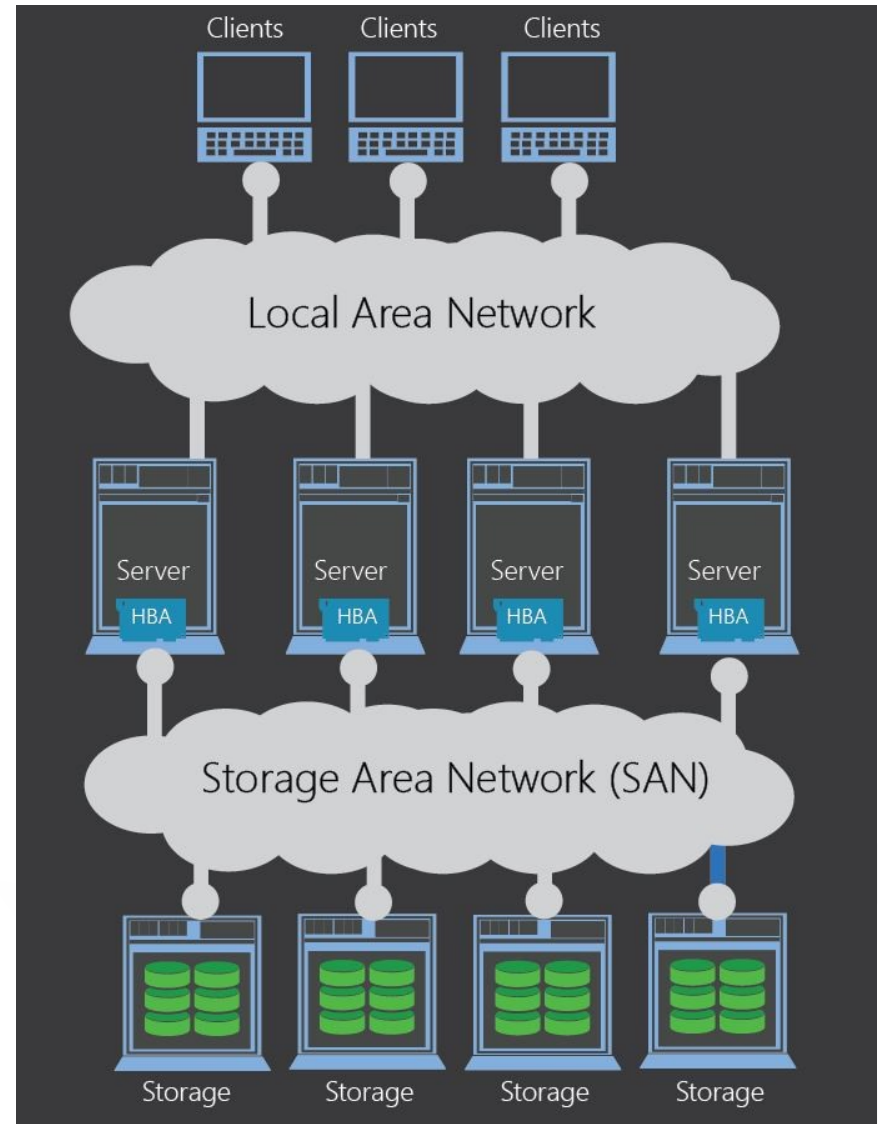 Clients Clients Clients
Local Area Network
Server Server Server Server
HBA HBA HBA HBA
Storage Area Network (SAN)
Storage Storage Storage Storage